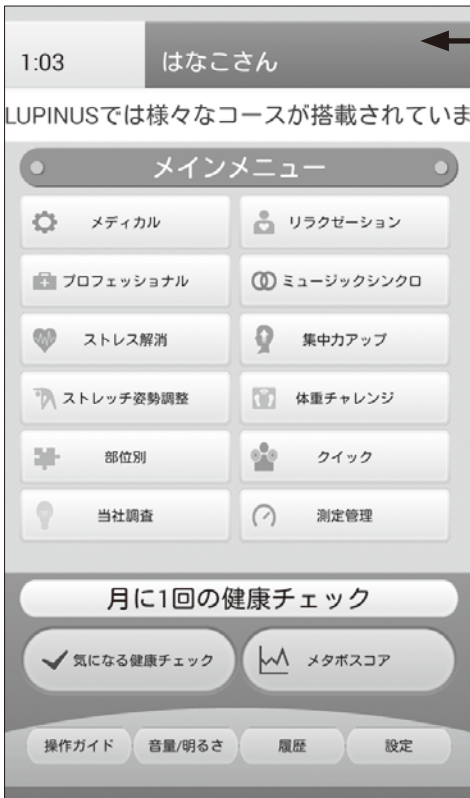 1:03 はなこさん
LUPINUSでは様々なコースが搭載されていま
メインメニュー
メディカル リラクゼーション
プロフェッショナル ミュージックシンクロ
ストレス解消 集中力アップ
ストレッチ姿勢調整 体重チャレンジ
部位別 クイック
当社調査 測定管理
月に1回の健康チェック
気になる健康チェック メタボスコア
操作ガイド 音量/明るさ 履歴 設定